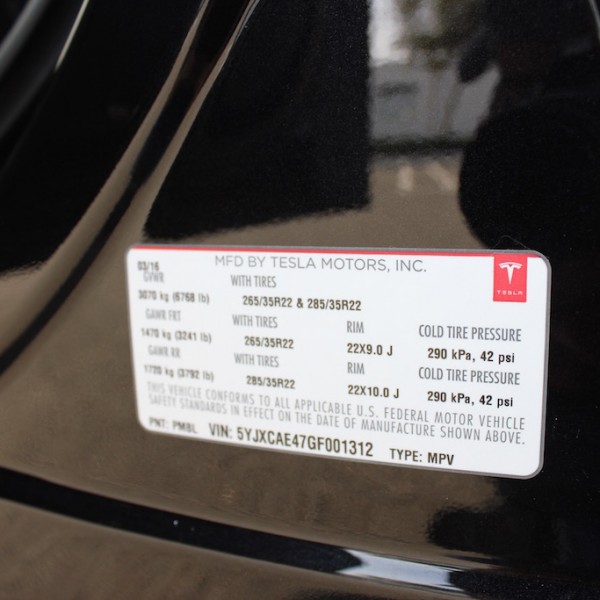 03/16 MFD BY TESLA MOTORS, INC.
GVWR WITH TIRES
TESLA
3070 kg (6768 lb) 265/35R22 & 285/35R22
GAWR FRT WITH TIRES RIM COLD TIRE PRESSURE
1470 kg (3241 lb) 265/35R22 22X9.0 J 290 kPa, 42 psi
GAWR RR WITH TIRES RIM COLD TIRE PRESSURE
1720 kg (3792 lb) 285/35R22 22X10.0 J 290 kPa, 42 psi
THIS VEHICLE CONFORMS TO ALL APPLICABLE U.S. FEDERAL MOTOR VEHICLE
SAFETY STANDARDS IN EFFECT ON THE DATE OF MANUFACTURE SHOWN ABOVE.
PNT: PMBL VIN: 5YJXCAE47GF001312 TYPE: MPV